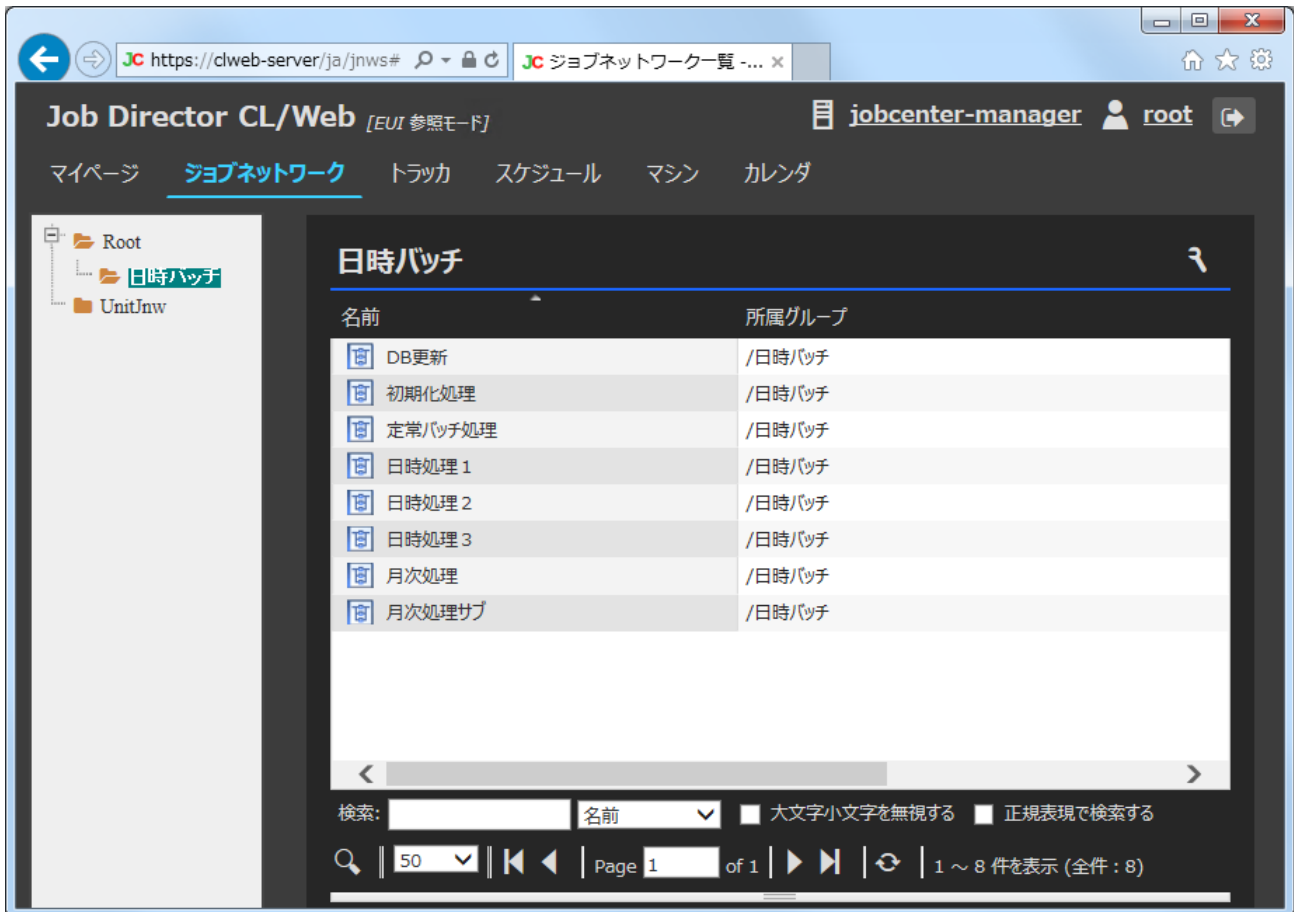 JC https://clweb-server/ja/jnws#
JC ジョブネットワーク一覧 -...
Job Director CL/Web [EUI 参照モード]
jobcenter-manager root
マイページ ジョブネットワーク トラッカ スケジュール マシン カレンダ
Root
日時バッチ
UnitJnw
日時バッチ
名前 所属グループ
DB更新 /日時バッチ
初期化処理 /日時バッチ
定常バッチ処理 /日時バッチ
日時処理1 /日時バッチ
日時処理2 /日時バッチ
日時処理3 /日時バッチ
月次処理 /日時バッチ
月次処理サブ /日時バッチ
検索: 名前 大文字小文字を無視する 正規表現で検索する
50 Page 1 of 1 1 ~ 8 件を表示 (全件 : 8)